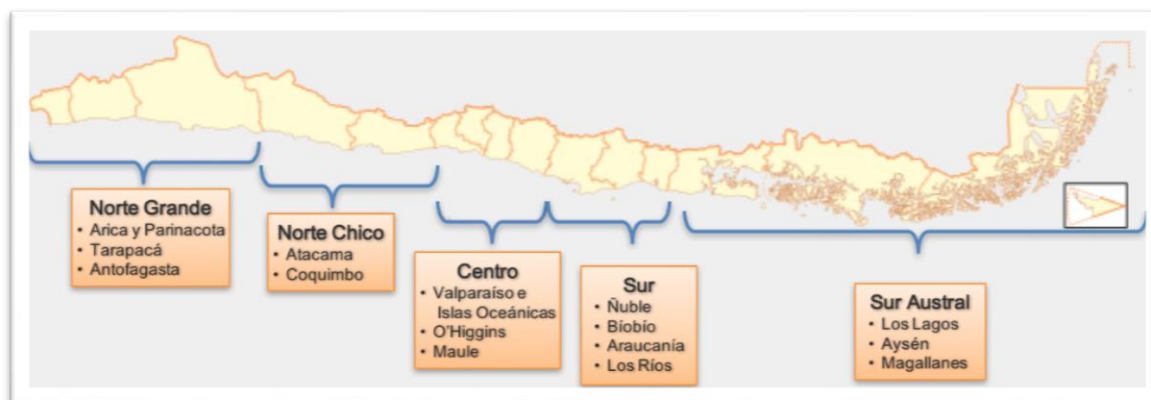 Norte Grande
• Arica y Parinacota
• Tarapacá
• Antofagasta
Norte Chico
• Atacama
• Coquimbo
Centro
• Valparaíso e
Islas Oceánicas
• O'Higgins
• Maule
Sur
• Ñuble
• Bíobío
• Araucanía
• Los Ríos
Sur Austral
• Los Lagos
• Aysén
• Magallanes